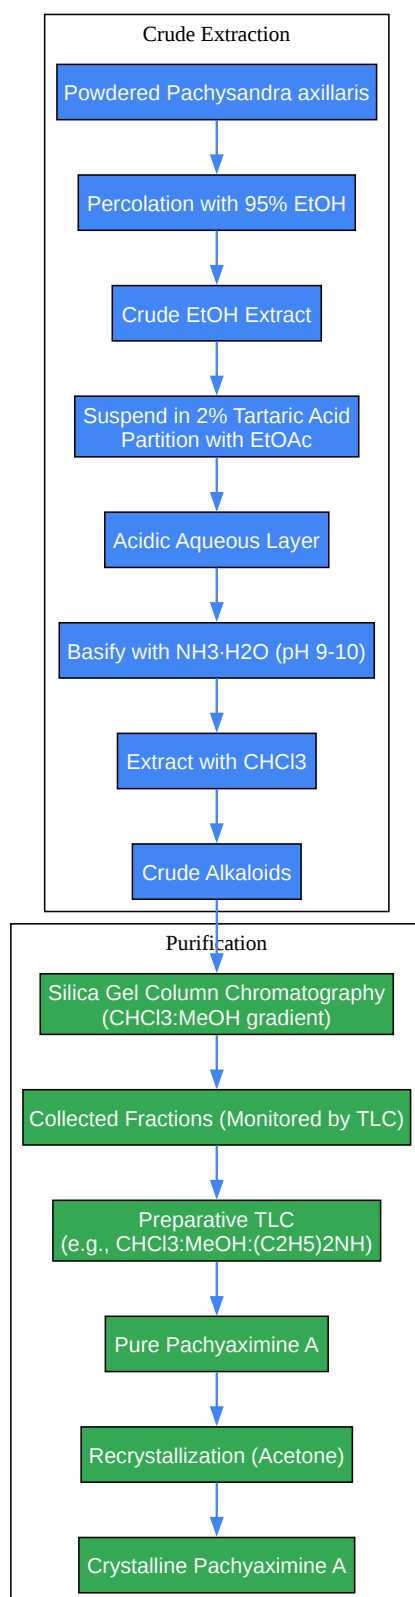 Crude Extraction
Powdered Pachysandra axillaris
Percolation with 95% EtOH
Crude EtOH Extract
Suspend in 2% Tartaric Acid
Partition with EtOAc
Acidic Aqueous Layer
Basify with NH3·H2O (pH 9-10)
Extract with CHCl3
Crude Alkaloids
Purification
Silica Gel Column Chromatography
(CHCl3:MeOH gradient)
Collected Fractions (Monitored by TLC)
Preparative TLC
(e.g., CHCl3:MeOH:(C2H5)2NH)
Pure Pachyaximine A
Recrystallization (Acetone)
Crystalline Pachyaximine A